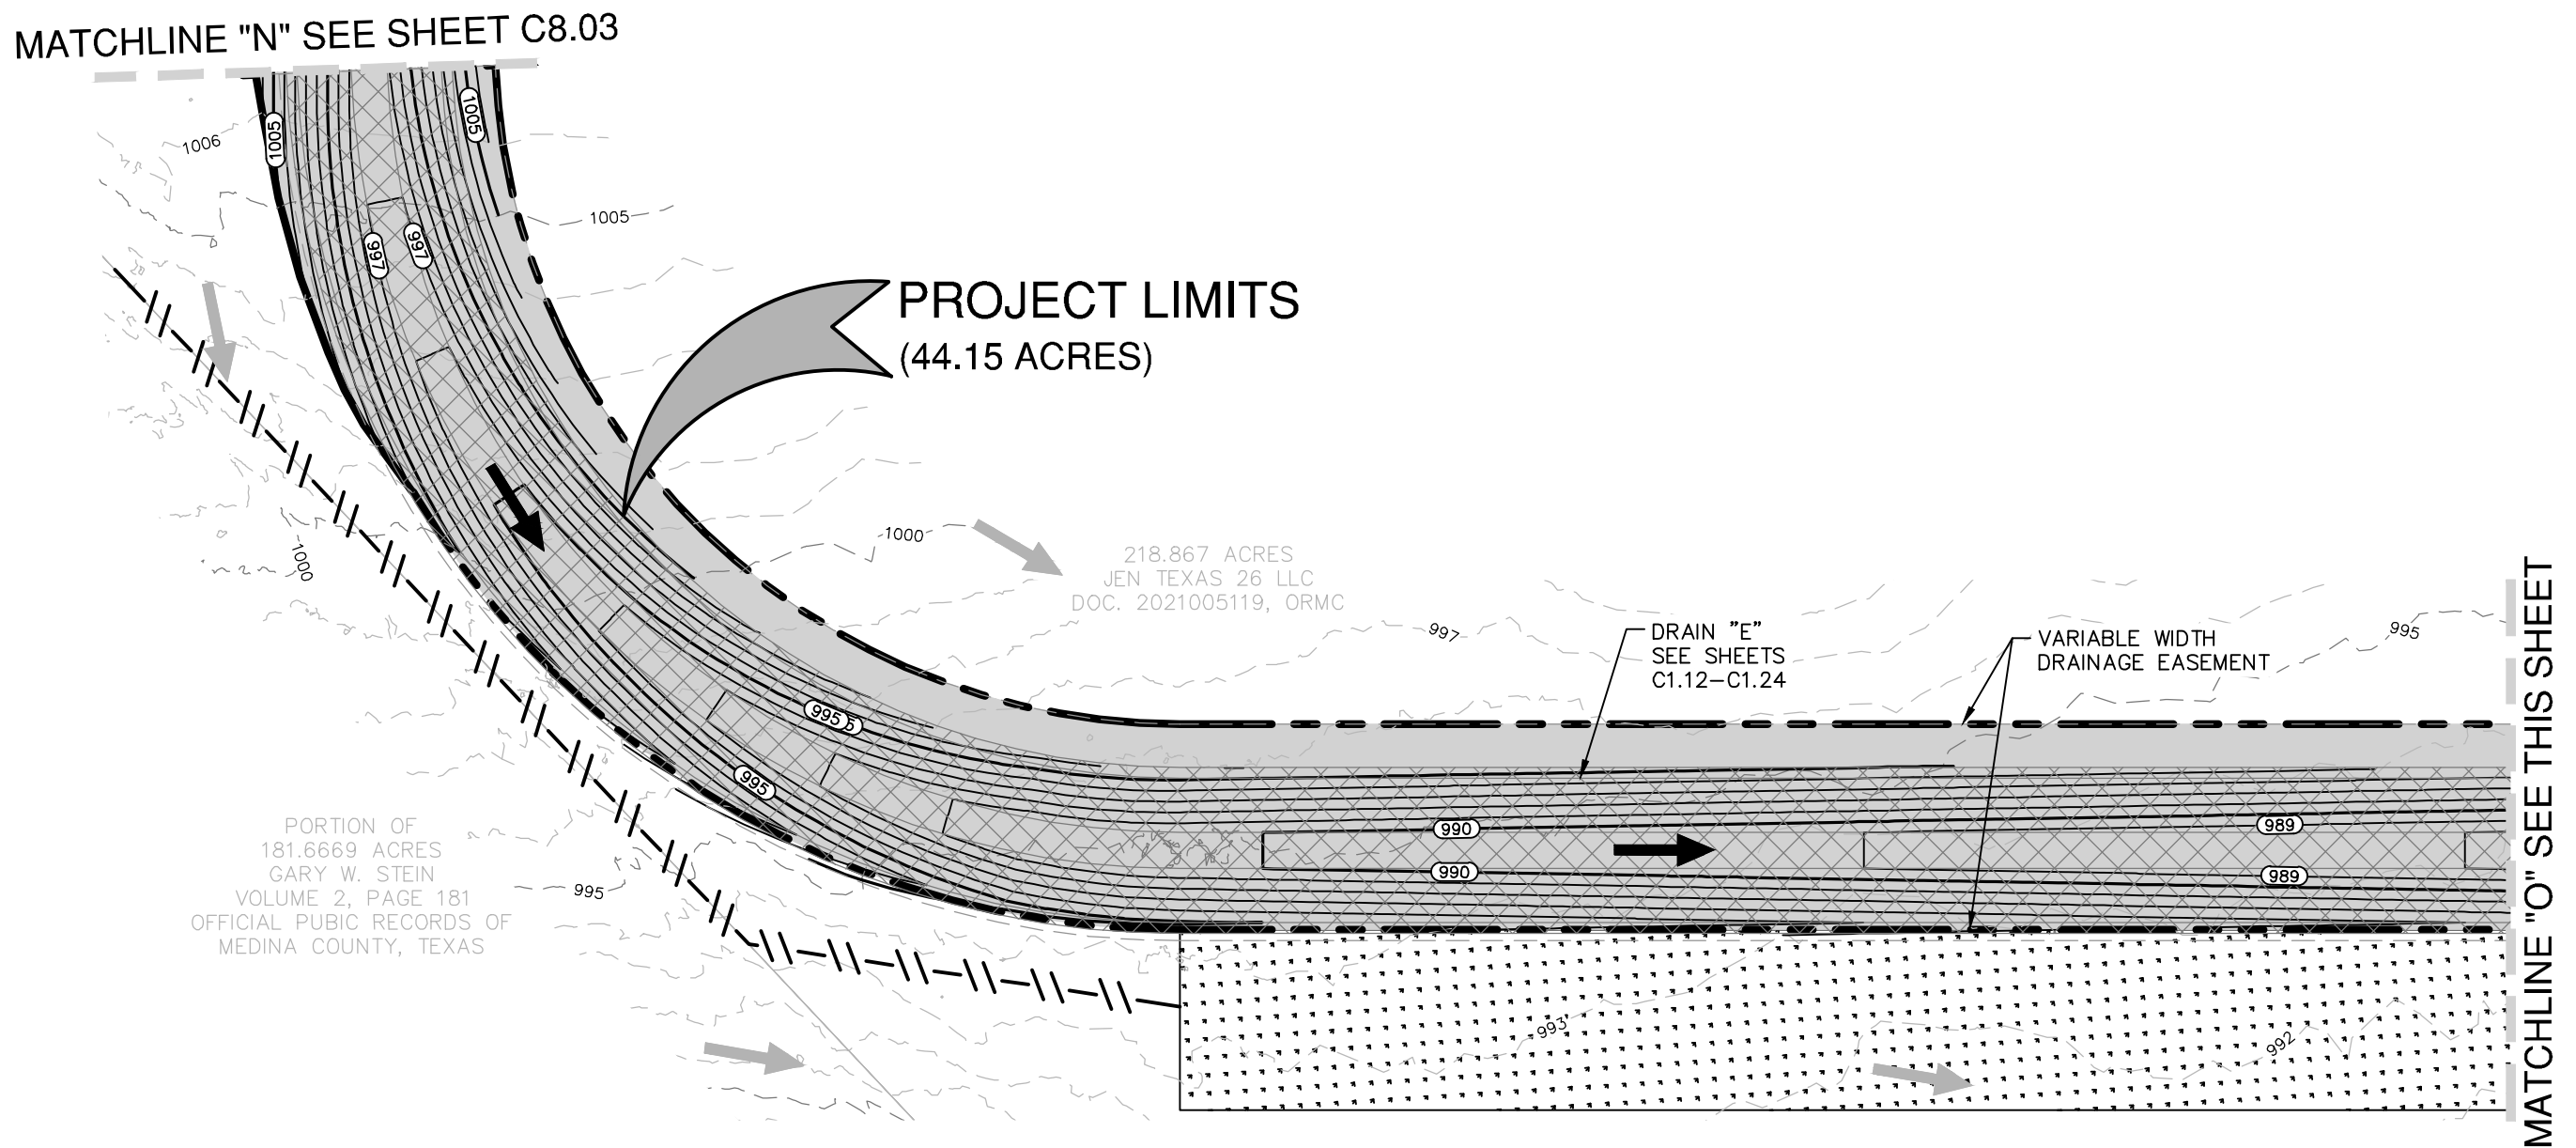 MATCHLINE "N" SEE SHEET C8.03
1005
1005
1006
1005
997
997
PROJECT LIMITS
(44.15 ACRES)
1000
1000
218.867 ACRES
JEN TEXAS 26 LLC
DOC. 2021005119, ORMC
997
DRAIN "E"
SEE SHEETS
C1.12-C1.24
VARIABLE WIDTH
DRAINAGE EASEMENT
995
995
995
990
989
990
989
PORTION OF
181.6669 ACRES
GARY W. STEIN
VOLUME 2, PAGE 181
OFFICIAL PUBIC RECORDS OF
MEDINA COUNTY, TEXAS
995
993
992
MATCHLINE "O" SEE THIS SHEET